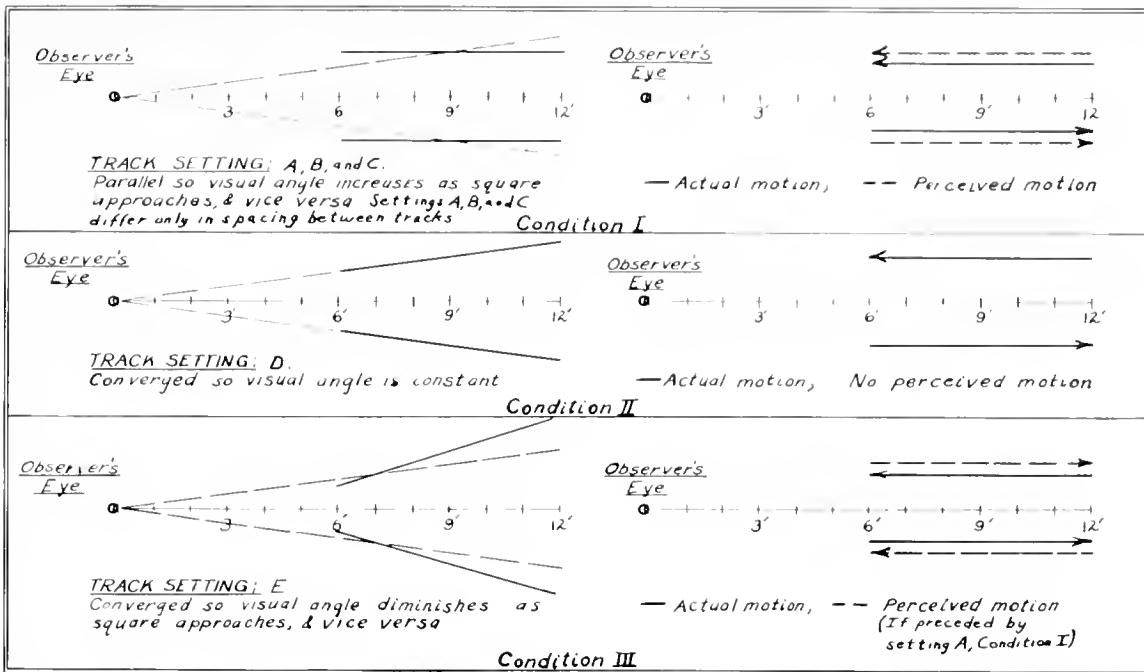 Observer's
Eye
3' 6 9' 12'
TRACK SETTING; A, B, and C.
Parallel so visual angle increases as square
approaches, & vice versa Settings A, B, and C
differ only in spacing between tracks
Observer's
Eye
3' 6 9' 12
— Actual motion, -- Perceived motion
Condition I
Observer's
Eye
3' 6' 9' 12'
TRACK SETTING; D.
Converged so visual angle is constant
Observer's
Eye
3' 6' 9' 12'
— Actual motion, No perceived motion
Condition II
Observer's
Eye
3' 6' 9' 12'
TRACK SETTING; E
Converged so visual angle diminishes as
square approaches, & vice versa
Observer's
Eye
3' 6' 9' 12'
— Actual motion, -- Perceived motion
(If preceded by
setting A, Condition I)
Condition III